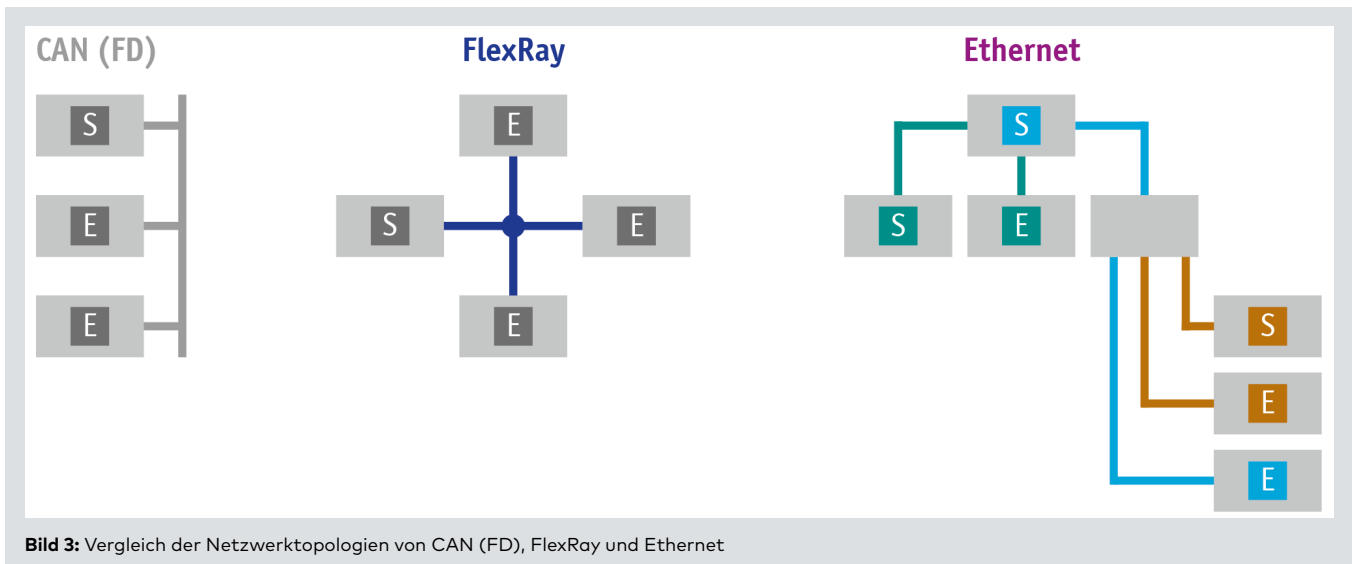 CAN (FD)
S
E
E
FlexRay
E
S
E
E
Ethernet
S
S
E
S
E
E
Bild 3: Vergleich der Netzwerktopologien von CAN (FD), FlexRay und Ethernet